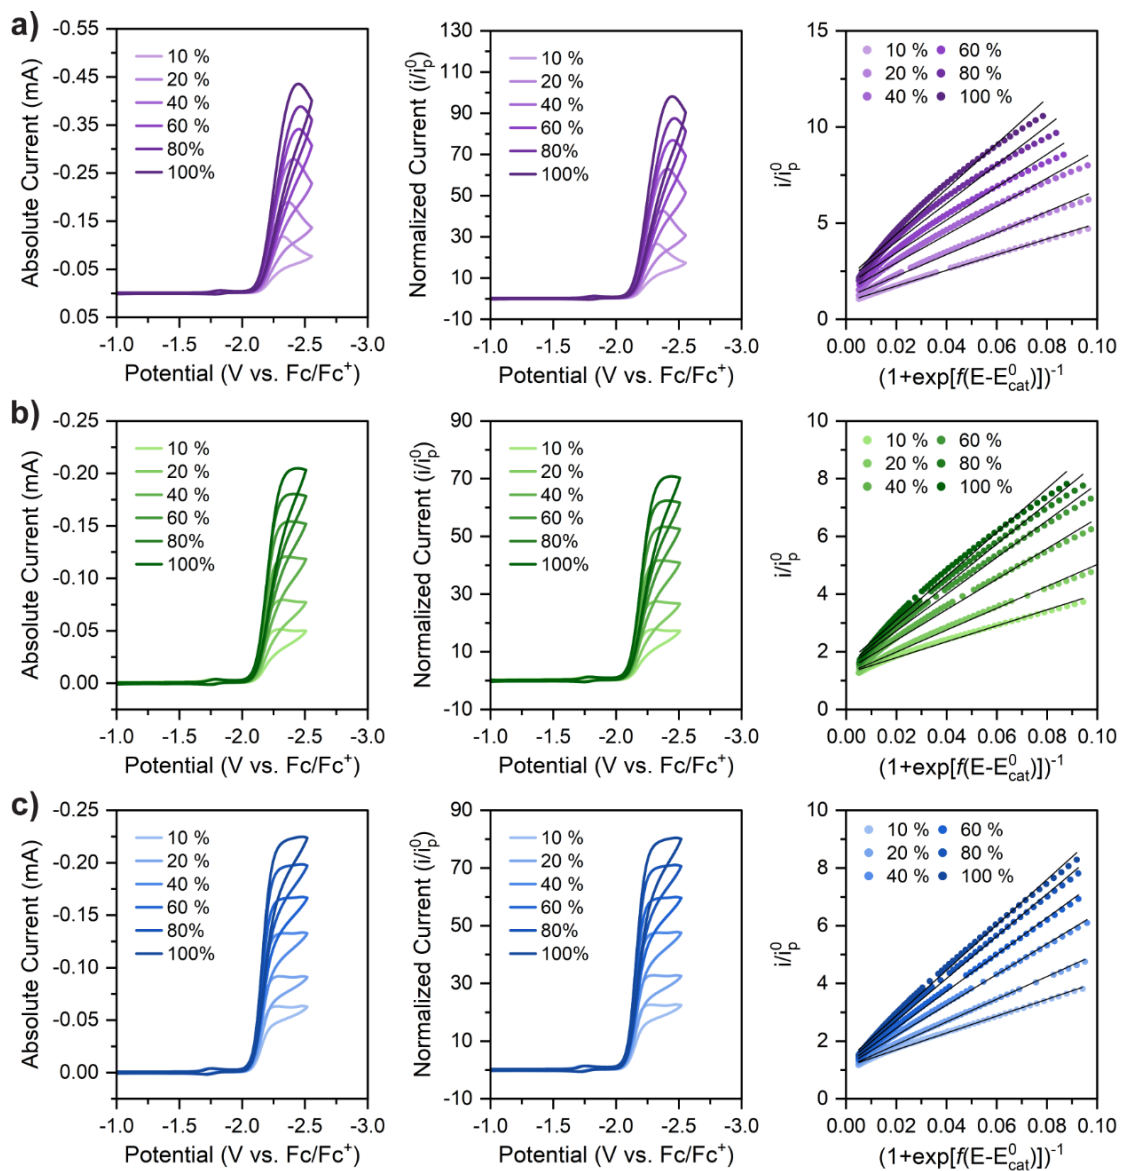 a)
Absolute Current (mA)
-0.55
-0.45
-0.35
-0.25
-0.15
-0.05
0.05
10 %
20 %
40 %
60 %
80%
100%
-1.0 -1.5 -2.0 -2.5 -3.0
Potential (V vs. Fc/Fc⁺)
Normalized Current (i/i⁰ₚ)
130
110
90
70
50
30
10
-10
10 %
20 %
40 %
60 %
80%
100%
-1.0 -1.5 -2.0 -2.5 -3.0
Potential (V vs. Fc/Fc⁺)
i/i⁰ₚ
15
10
5
0
10 % 60 %
20 % 80 %
40 % 100 %
0.00 0.02 0.04 0.06 0.08 0.10
(1+exp[f(E-E⁰cat)])⁻¹
b)
Absolute Current (mA)
-0.25
-0.20
-0.15
-0.10
-0.05
0.00
10 %
20 %
40 %
60 %
80%
100%
-1.0 -1.5 -2.0 -2.5 -3.0
Potential (V vs. Fc/Fc⁺)
Normalized Current (i/i⁰ₚ)
90
70
50
30
10
-10
10 %
20 %
40 %
60 %
80%
100%
-1.0 -1.5 -2.0 -2.5 -3.0
Potential (V vs. Fc/Fc⁺)
i/i⁰ₚ
10
8
6
4
2
0
10 % 60 %
20 % 80 %
40 % 100 %
0.00 0.02 0.04 0.06 0.08 0.10
(1+exp[f(E-E⁰cat)])⁻¹
c)
Absolute Current (mA)
-0.25
-0.20
-0.15
-0.10
-0.05
0.00
10 %
20 %
40 %
60 %
80%
100%
-1.0 -1.5 -2.0 -2.5 -3.0
Potential (V vs. Fc/Fc⁺)
Normalized Current (i/i⁰ₚ)
90
70
50
30
10
-10
10 %
20 %
40 %
60 %
80%
100%
-1.0 -1.5 -2.0 -2.5 -3.0
Potential (V vs. Fc/Fc⁺)
i/i⁰ₚ
10
8
6
4
2
0
10 % 60 %
20 % 80 %
40 % 100 %
0.00 0.02 0.04 0.06 0.08 0.10
(1+exp[f(E-E⁰cat)])⁻¹